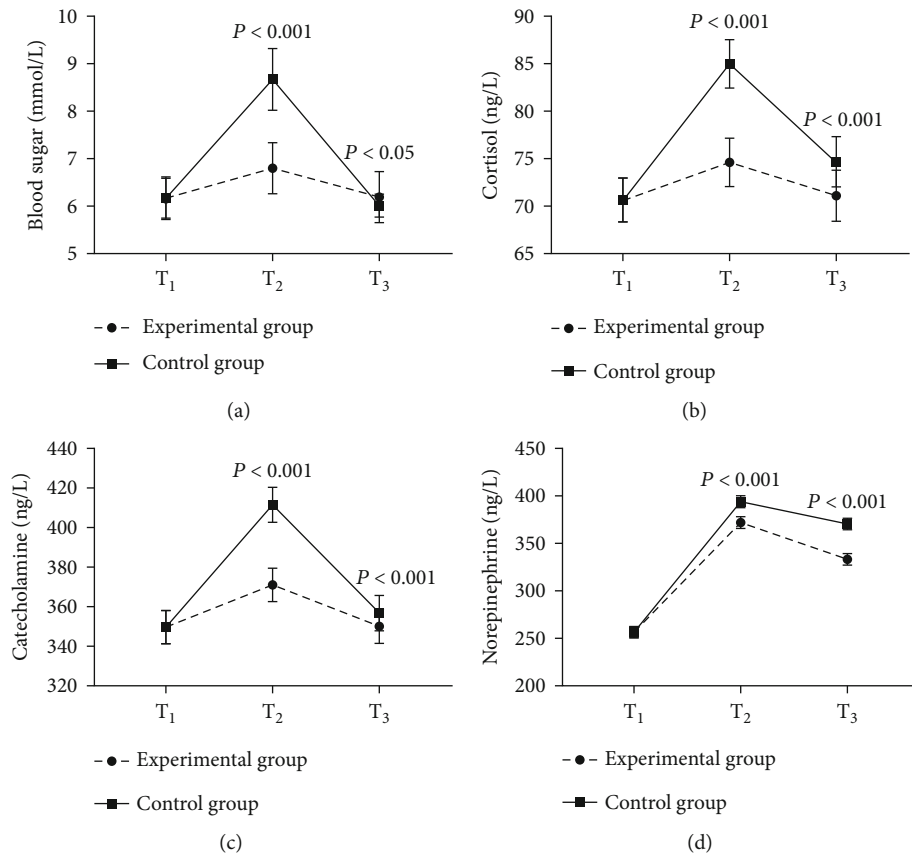 Blood sugar (mmol/L)
10
9
8
7
6
5
P < 0.001
P < 0.05
T₁
T₂
T₃
Experimental group
Control group
(a)
Cortisol (ng/L)
90
85
80
75
70
65
P < 0.001
P < 0.001
T₁
T₂
T₃
Experimental group
Control group
(b)
Catecholamine (ng/L)
440
420
400
380
360
340
320
P < 0.001
P < 0.001
T₁
T₂
T₃
Experimental group
Control group
(c)
Norepinephrine (ng/L)
450
400
350
300
250
200
P < 0.001
P < 0.001
T₁
T₂
T₃
Experimental group
Control group
(d)